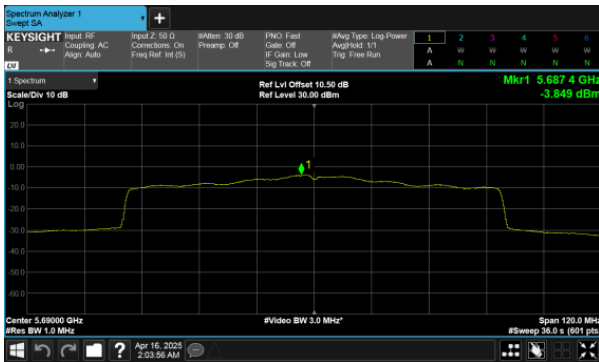 Spectrum Analyzer 1
Swept SA
+
KEYSIGHT Input: RF Input Z: 50 Ω #Atten: 30 dB PNO: Fast #Avg Type: Log-Power 1 2 3 4 5 6
R Coupling: AC Corrections: On Preamp: Off Gate: Off Avg|Hold: 1/1 A W W W W W
Align: Auto Freq Ref: Int (S) IF Gain: Low Trig: Free Run A N N N N N
Sig Track: Off
LXI
1 Spectrum Ref Lvl Offset 10.50 dB Mkr1 5.687 4 GHz
Scale/Div 10 dB Ref Level 30.00 dBm -3.849 dBm
Log
20.0
10.0
0.00
1
-10.0
-20.0
-30.0
-40.0
-50.0
-60.0
Center 5.69000 GHz #Video BW 3.0 MHz* Span 120.0 MHz
#Res BW 1.0 MHz #Sweep 36.0 s (601 pts)
? Apr 16, 2025
2:03:56 AM